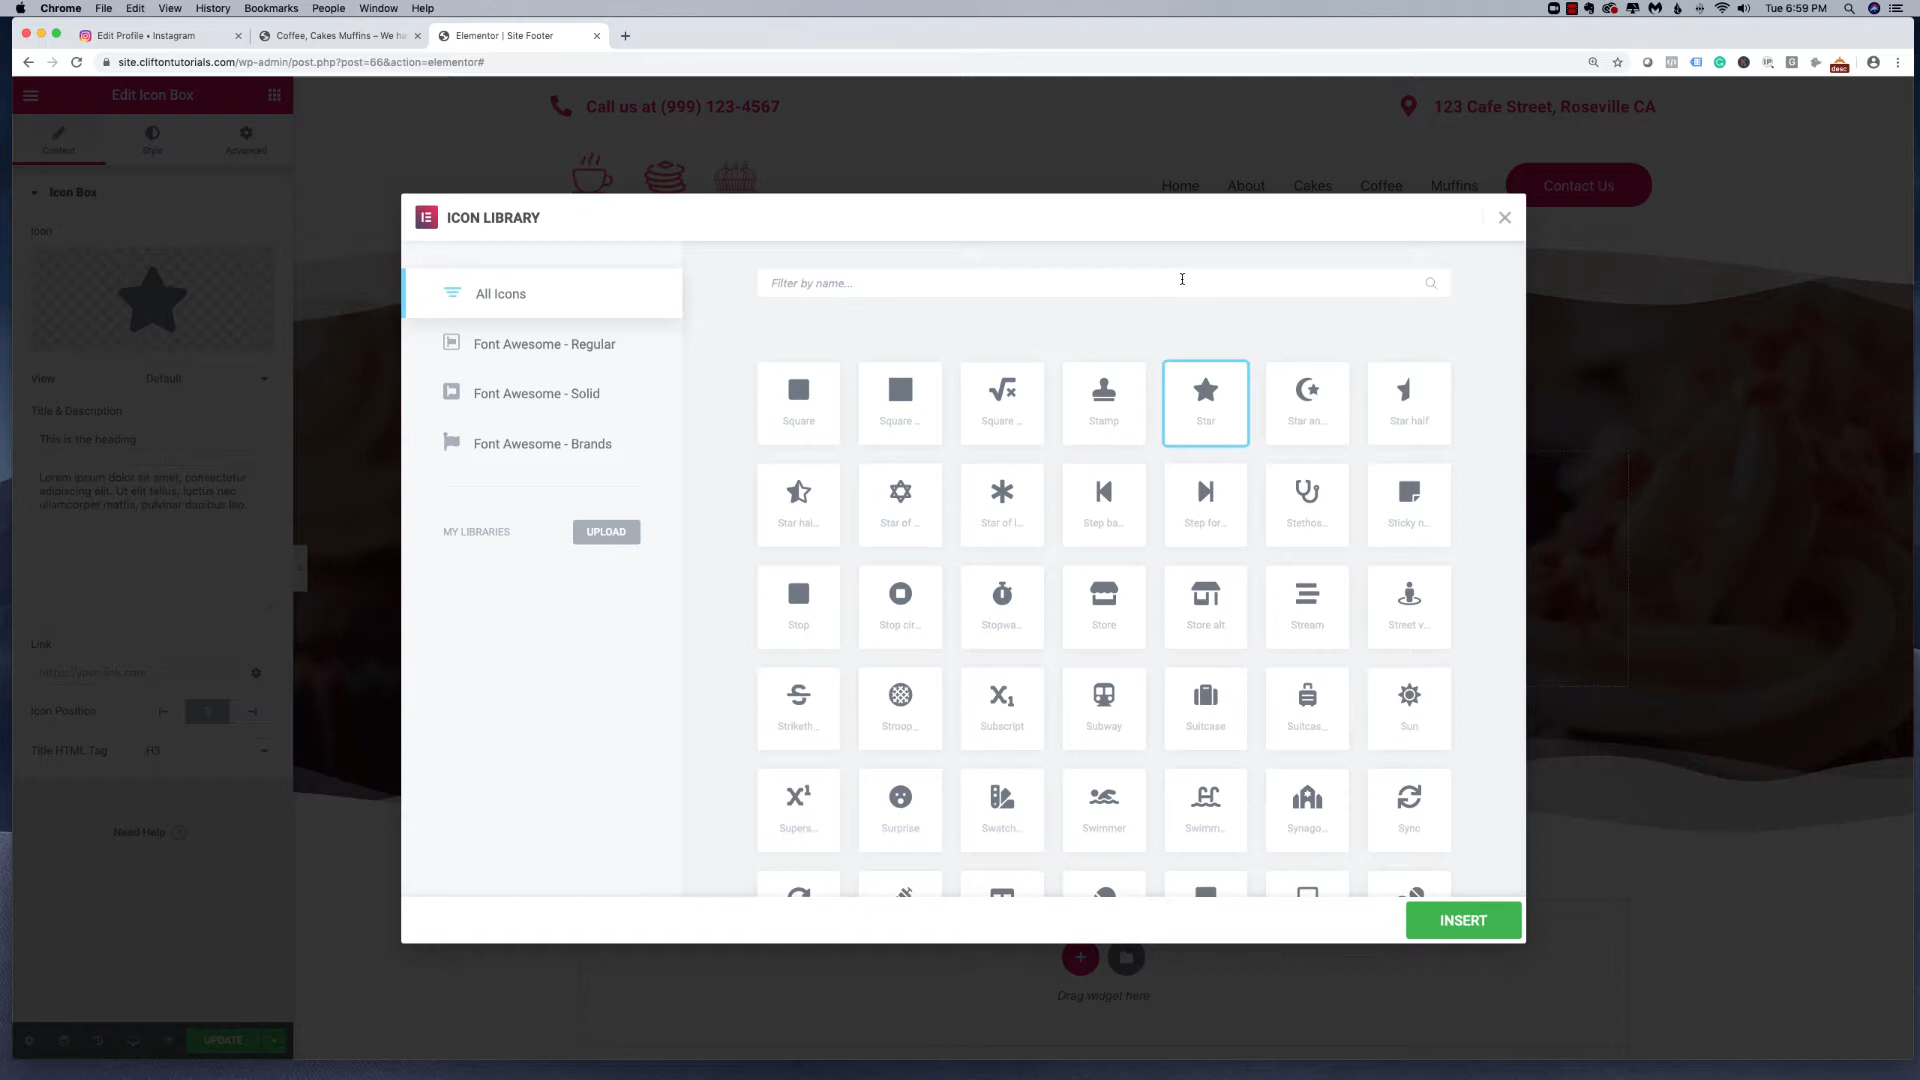 Chrome File Edit View History Bookmarks People Window Help
Tue 6:59 PM
Edit Profile • Instagram
Coffee, Cakes Muffins – We ha
Elementor | Site Footer
site.cliftontutorials.com/wp-admin/post.php?post=66&action=elementor#
desc
Edit Icon Box
Call us at (999) 123-4567
123 Cafe Street, Roseville CA
Content
Style
Advanced
Home
About
Cakes
Coffee
Muffins
Contact Us
Icon Box
ICON LIBRARY
Icon
All Icons
Filter by name...
Font Awesome - Regular
Font Awesome - Solid
Font Awesome - Brands
MY LIBRARIES
UPLOAD
View
Default
Title & Description
This is the heading
Lorem ipsum dolor sit amet, consectetur
adipiscing elit. Ut elit tellus, luctus nec
ullamcorper mattis, pulvinar dapibus leo.
Link
https://your-link.com
Icon Position
Title HTML Tag
H3
Need Help
UPDATE
Square
Square ...
Square ...
Stamp
Star
Star an...
Star half
Star hal...
Star of ...
Star of l...
Step ba...
Step for...
Stethos...
Sticky n...
Stop
Stop cir...
Stopwa...
Store
Store alt
Stream
Street v...
Striketh...
Stroop...
Subscript
Subway
Suitcase
Suitcas...
Sun
Supers...
Surprise
Swatch...
Swimmer
Swimm...
Synago...
Sync
INSERT
Drag widget here